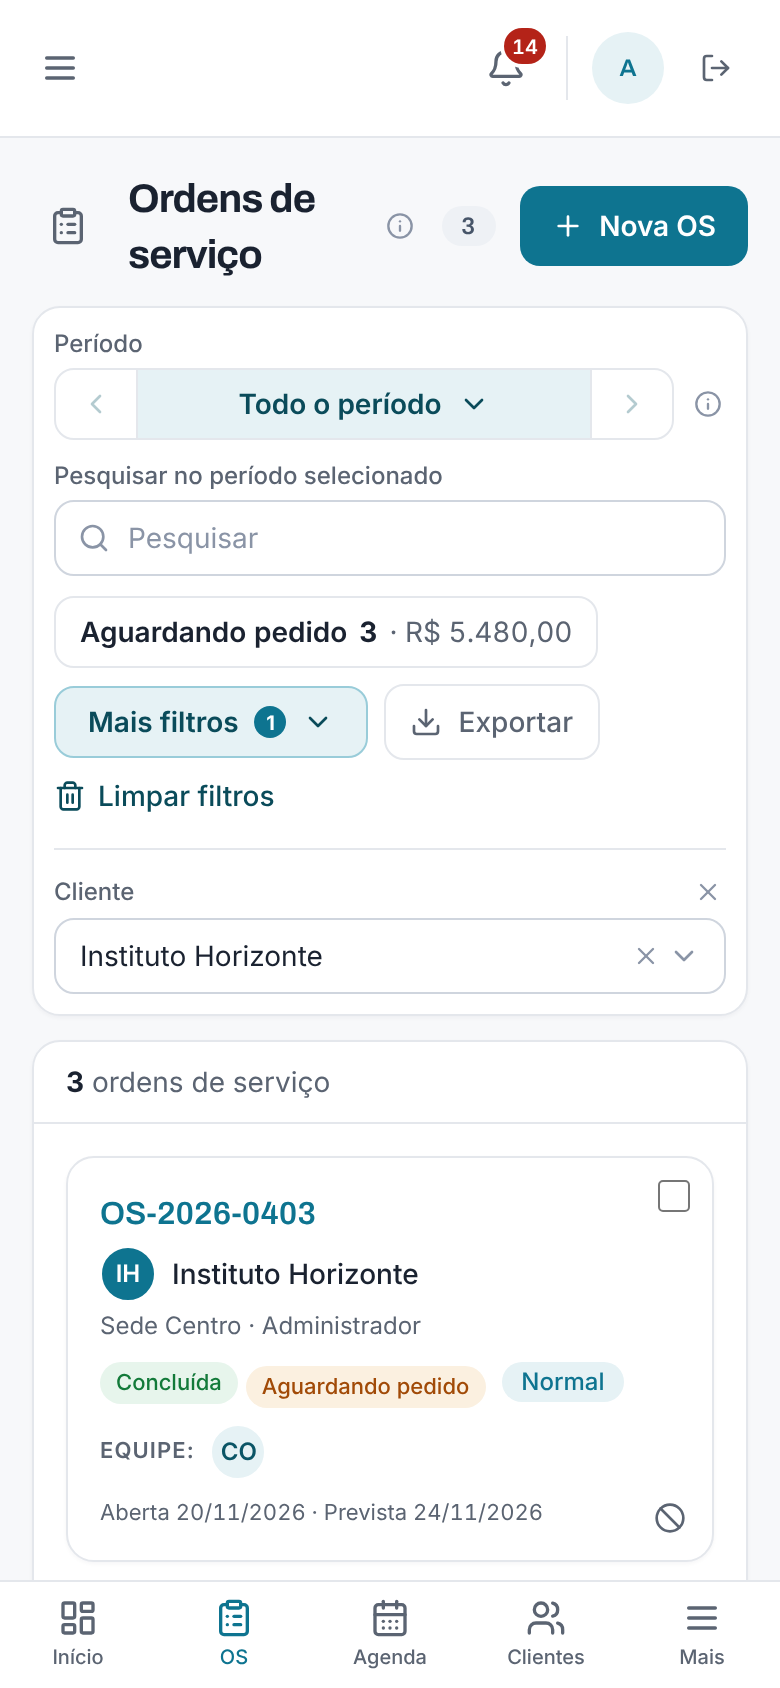 14
A
Ordens de
serviço
3
Nova OS
Período
Todo o período
Pesquisar no período selecionado
Pesquisar
Aguardando pedido 3 · R$ 5.480,00
Mais filtros 1
Exportar
Limpar filtros
Cliente
Instituto Horizonte
3 ordens de serviço
OS-2026-0403
IH Instituto Horizonte
Sede Centro · Administrador
Concluída Aguardando pedido Normal
EQUIPE: CO
Aberta 20/11/2026 · Prevista 24/11/2026
Início OS Agenda Clientes Mais